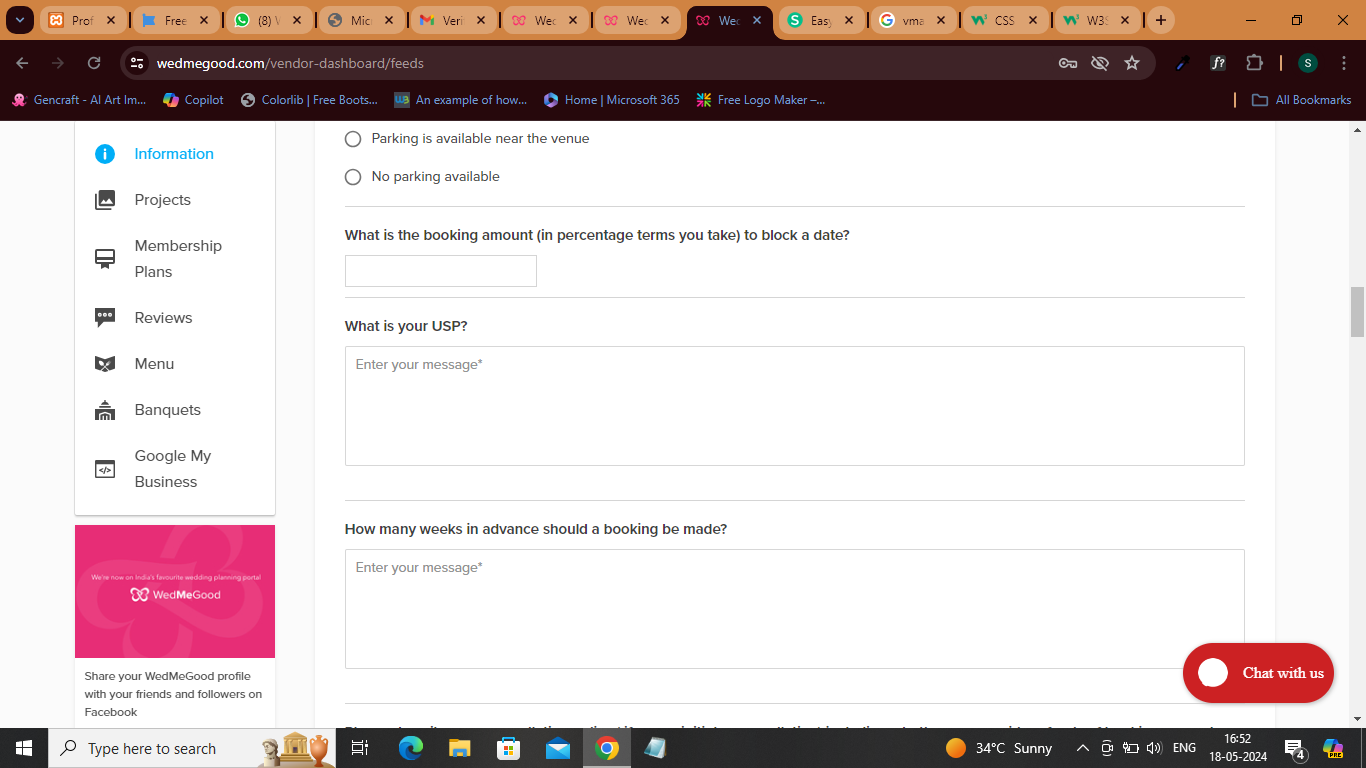 Prof
Free
(8)
Mic
Veri
Wec
Wec
Wec
Easy
vma
CSS
W3S
wedmegood.com/vendor-dashboard/feeds
f?
S
Gencraft - AI Art Im...
Copilot
Colorlib | Free Boots...
An example of how...
Home | Microsoft 365
Free Logo Maker –...
All Bookmarks
Information
Projects
Membership
Plans
Reviews
Menu
Banquets
Google My
Business
We're now on India's favourite wedding planning portal
WedMeGood
Share your WedMeGood profile
with your friends and followers on
Facebook
Parking is available near the venue
No parking available
What is the booking amount (in percentage terms you take) to block a date?
What is your USP?
Enter your message*
How many weeks in advance should a booking be made?
Enter your message*
Chat with us
Type here to search
34°C Sunny
ENG
16:52
18-05-2024
4